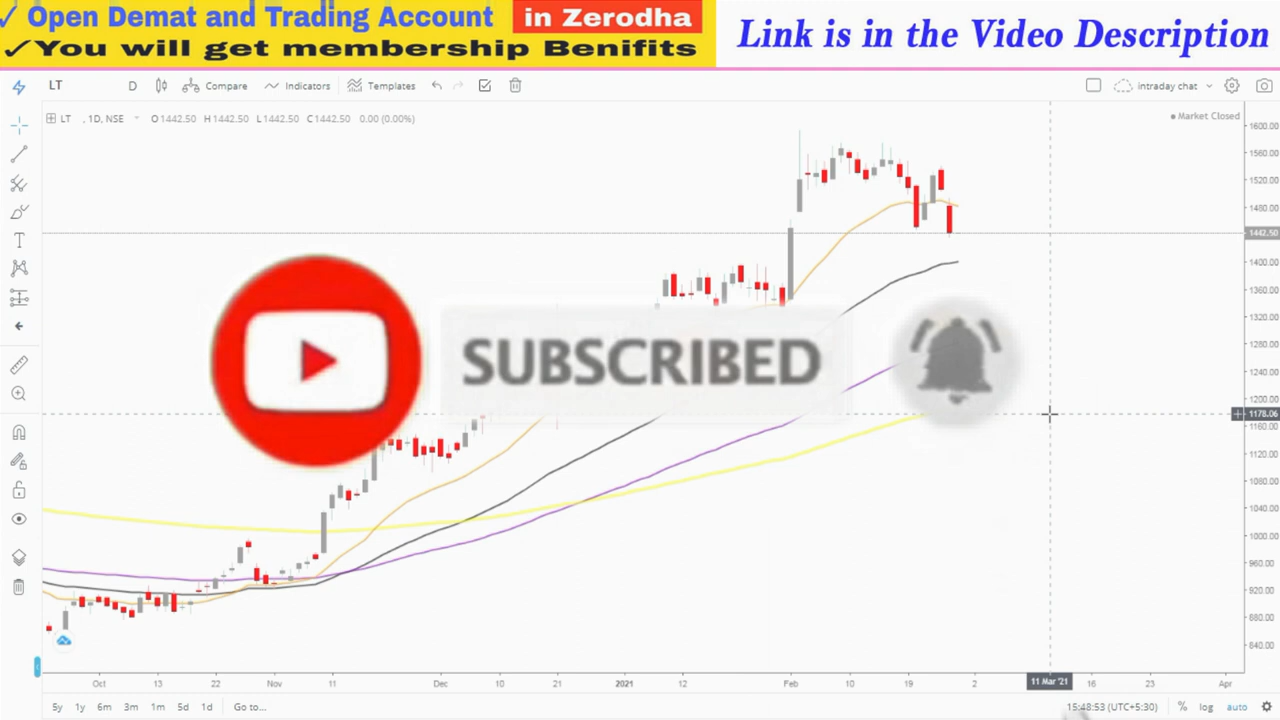 ✓ Open Demat and Trading Account in Zerodha
✓You will get membership Benifits
Link is in the Video Description
LT D Compare Indicators Templates intraday chat
LT , 1D, NSE O1442.50 H1442.50 L1442.50 C1442.50 0.00 (0.00%)
Market Closed
1600.00
1560.00
1520.00
1480.00
1442.50
1400.00
1360.00
1320.00
1280.00
1240.00
1200.00
1178.06
1160.00
1120.00
1080.00
1040.00
1000.00
960.00
920.00
880.00
840.00
SUBSCRIBED
Oct 13 22 Nov 11 Dec 10 21 2021 12 Feb 10 19 2 11 Mar '21 16 23 Apr
5y 1y 6m 3m 1m 5d 1d Go to... 15:48:53 (UTC+5:30) % log auto